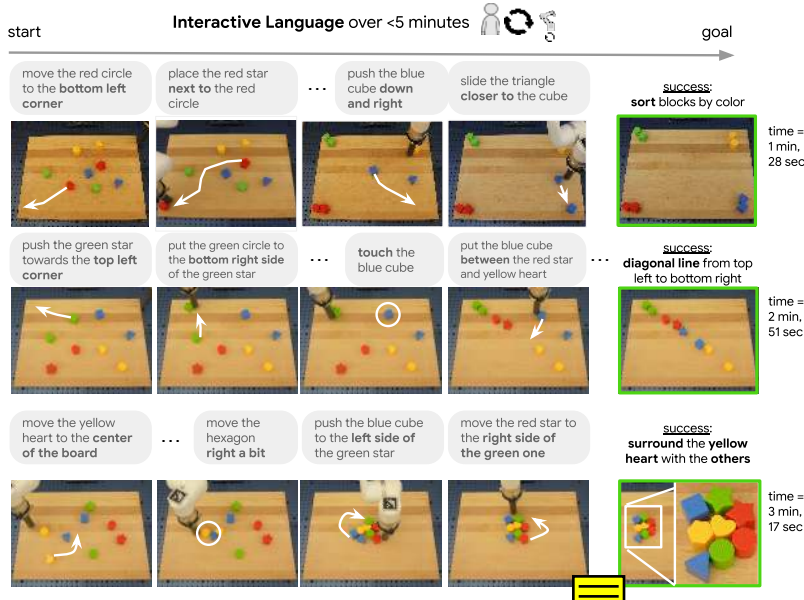 Interactive Language over <5 minutes
start
goal
move the red circle
to the bottom left
corner
place the red star
next to the red
circle
...
push the blue
cube down
and right
slide the triangle
closer to the cube
success:
sort blocks by color
time =
1 min,
28 sec
push the green star
towards the top left
corner
put the green circle to
the bottom right side
of the green star
...
touch the
blue cube
put the blue cube
between the red star
and yellow heart
...
success:
diagonal line from top
left to bottom right
time =
2 min,
51 sec
move the yellow
heart to the center
of the board
...
move the
hexagon
right a bit
push the blue cube
to the left side of
the green star
move the red star to
the right side of
the green one
success:
surround the yellow
heart with the others
time =
3 min,
17 sec